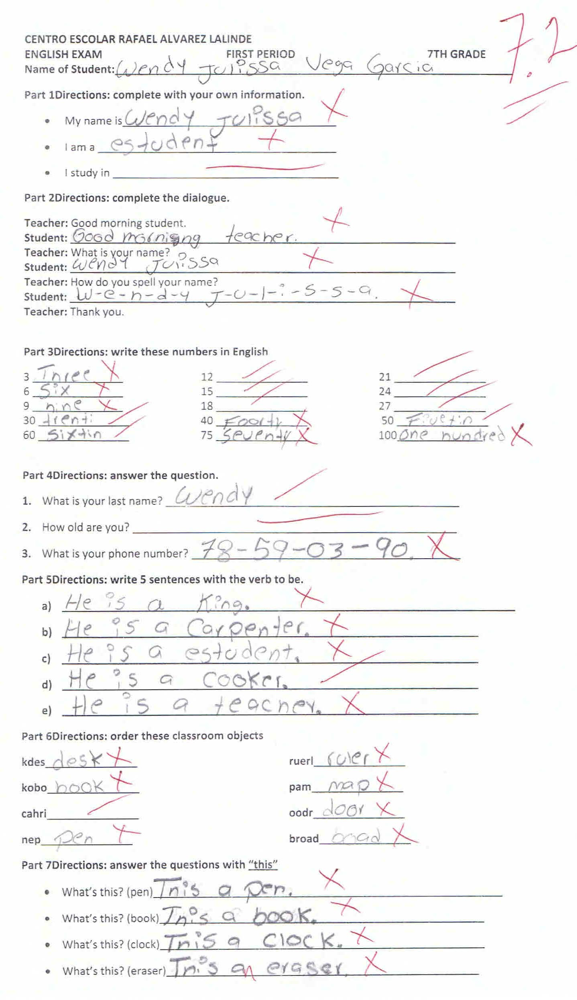 7.2
CENTRO ESCOLAR RAFAEL ALVAREZ LALINDE
ENGLISH EXAM FIRST PERIOD 7TH GRADE
Name of Student: Wendy Julissa Vega Garcia
Part 1Directions: complete with your own information.
• My name is Wendy Julissa
• I am a estudent
• I study in
Part 2Directions: complete the dialogue.
Teacher: Good morning student.
Student: Good morning teacher.
Teacher: What is your name?
Student: Wendy Julissa
Teacher: How do you spell your name?
Student: W-e-n-d-y J-u-l-i-s-s-a.
Teacher: Thank you.
Part 3Directions: write these numbers in English
3 Three 12 21
6 Six 15 24
9 nine 18 27
30 trenti 40 Foorty 50 Fivetin
60 Sixtin 75 Seventy 100 One hundred
Part 4Directions: answer the question.
1. What is your last name? Wendy
2. How old are you?
3. What is your phone number? 78-59-03-90.
Part 5Directions: write 5 sentences with the verb to be.
a) He is a King.
b) He is a Carpenter.
c) He is a estudent.
d) He is a cooker.
e) He is a teacher.
Part 6Directions: order these classroom objects
kdes desk ruerl ruler
kobo book pam map
cahri oodr door
nep pen broad
Part 7Directions: answer the questions with “this”
• What’s this? (pen) This a pen.
• What’s this? (book) This a book.
• What’s this? (clock) This a clock.
• What’s this? (eraser) This an eraser.